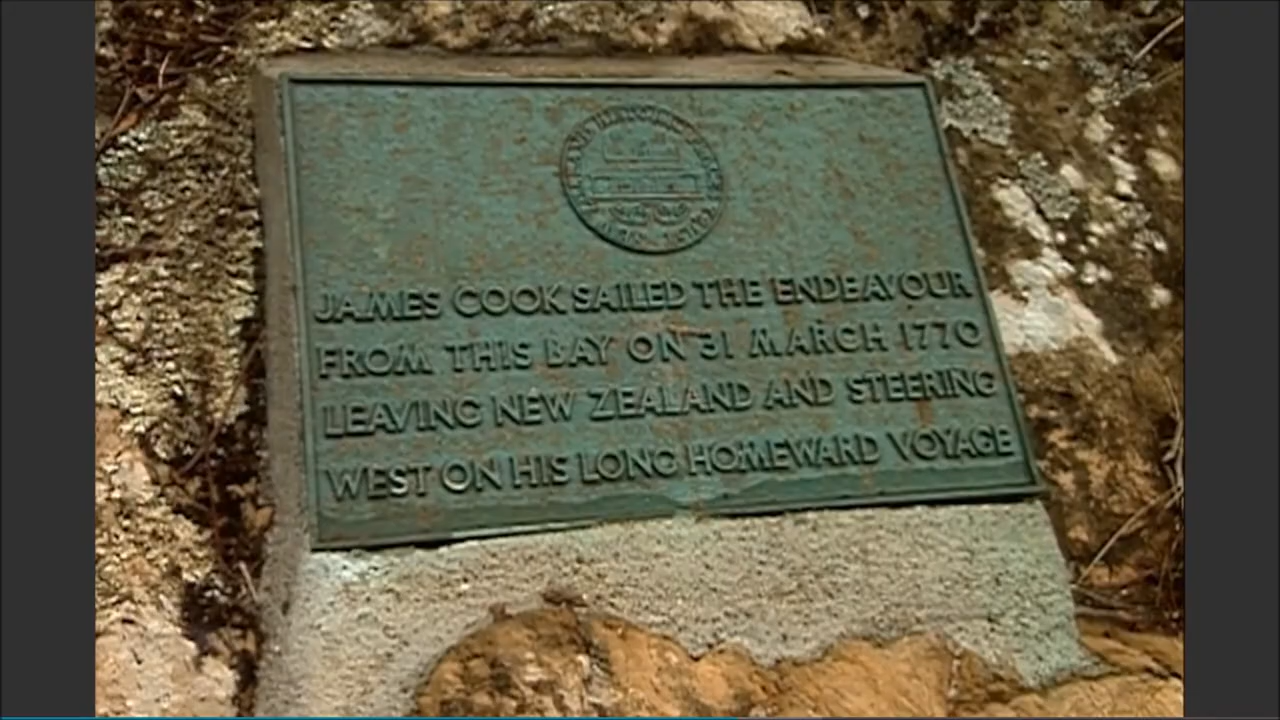 JAMES COOK SAILED THE ENDEAVOUR
FROM THIS BAY ON 31 MARCH 1770
LEAVING NEW ZEALAND AND STEERING
WEST ON HIS LONG HOMEWARD VOYAGE